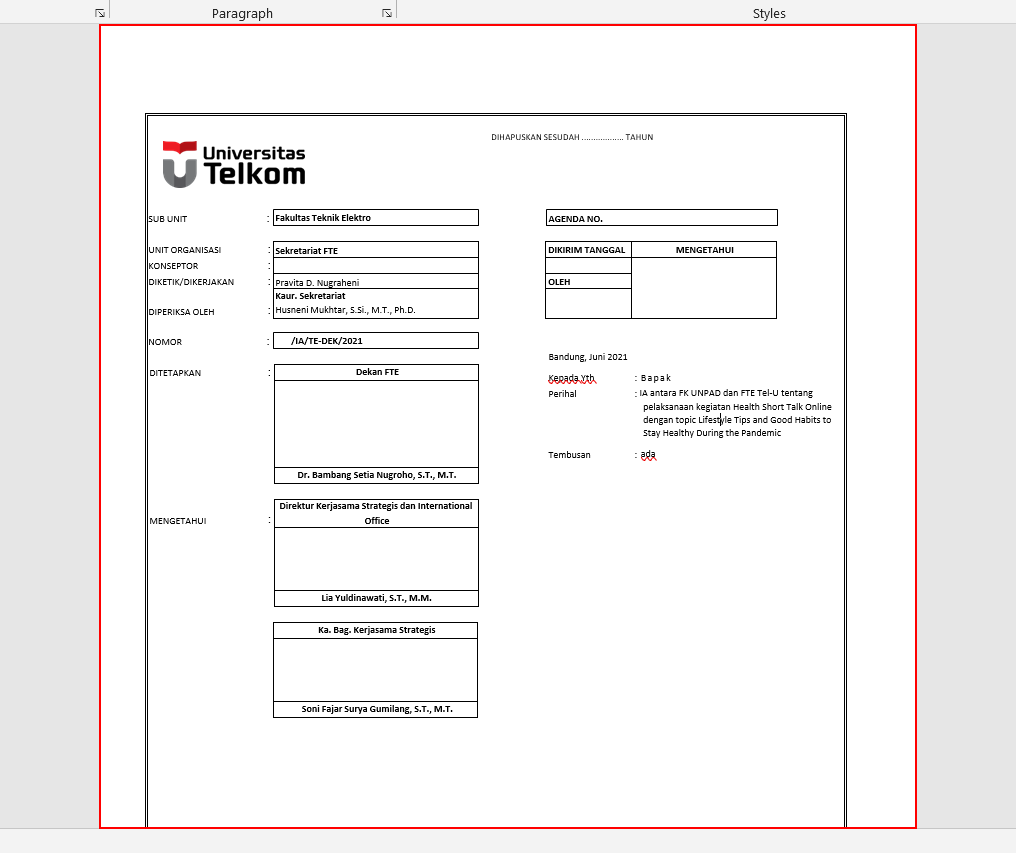 Paragraph
Styles
DIHAPUSKAN SESUDAH .................. TAHUN
Universitas
Telkom
SUB UNIT : Fakultas Teknik Elektro
AGENDA NO.
UNIT ORGANISASI : Sekretariat FTE
KONSEPTOR :
DIKETIK/DIKERJAKAN : Pravita D. Nugraheni
Kaur. Sekretariat
DIPERIKSA OLEH : Husneni Mukhtar, S.Si., M.T., Ph.D.
DIKIRIM TANGGAL MENGETAHUI
OLEH
NOMOR : /IA/TE-DEK/2021
DITETAPKAN : Dekan FTE
Dr. Bambang Setia Nugroho, S.T., M.T.
Bandung, Juni 2021
Kepada Yth : Bapak
Perihal : IA antara FK UNPAD dan FTE Tel-U tentang
pelaksanaan kegiatan Health Short Talk Online
dengan topic Lifestyle Tips and Good Habits to
Stay Healthy During the Pandemic
Tembusan : ada
Direktur Kerjasama Strategis dan International
Office
MENGETAHUI :
Lia Yuldinawati, S.T., M.M.
Ka. Bag. Kerjasama Strategis
Soni Fajar Surya Gumilang, S.T., M.T.